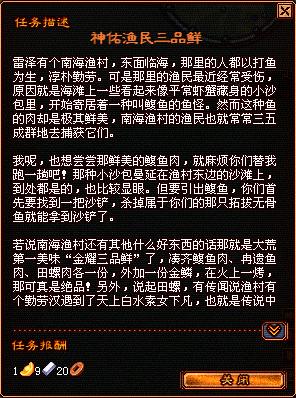 任务描述
神佑渔民三品鲜
雷泽有个南海渔村，东面临海，那里的人都以打鱼
为生，淳朴勤劳。可是那里的渔民最近经常受伤，
原因就是海滩上一些看起来像平常虾蟹藏身的小沙
包里，开始寄居着一种叫鳆鱼的鱼怪。然而这种鱼
的肉却是极其鲜美，南海渔村的渔民也就常常三五
成群地去捕获它们。
我呢，也想尝尝那鲜美的鳆鱼肉，就麻烦你们替我
跑一趟吧！那种小沙包曼延在渔村东边的沙滩上，
到处都是的，也比较显眼。但要引出鳆鱼，你们首
先要找到一把沙铲，杀掉属于你们的那只拓拔无骨
鱼就能拿到沙铲了。
若说南海渔村还有其他什么好东西的话那就是大荒
第一美味“金耀三品鲜”了，凑齐鳆鱼肉、冉遗鱼
肉、田螺肉各一份，外加一份金鳞，在火上一烤，
那可真是绝品！另外，说起田螺，有传闻说渔村有
个勤劳汉遇到了天上白水素女下凡，也就是传说中
任务报酬
1 9 20
关闭